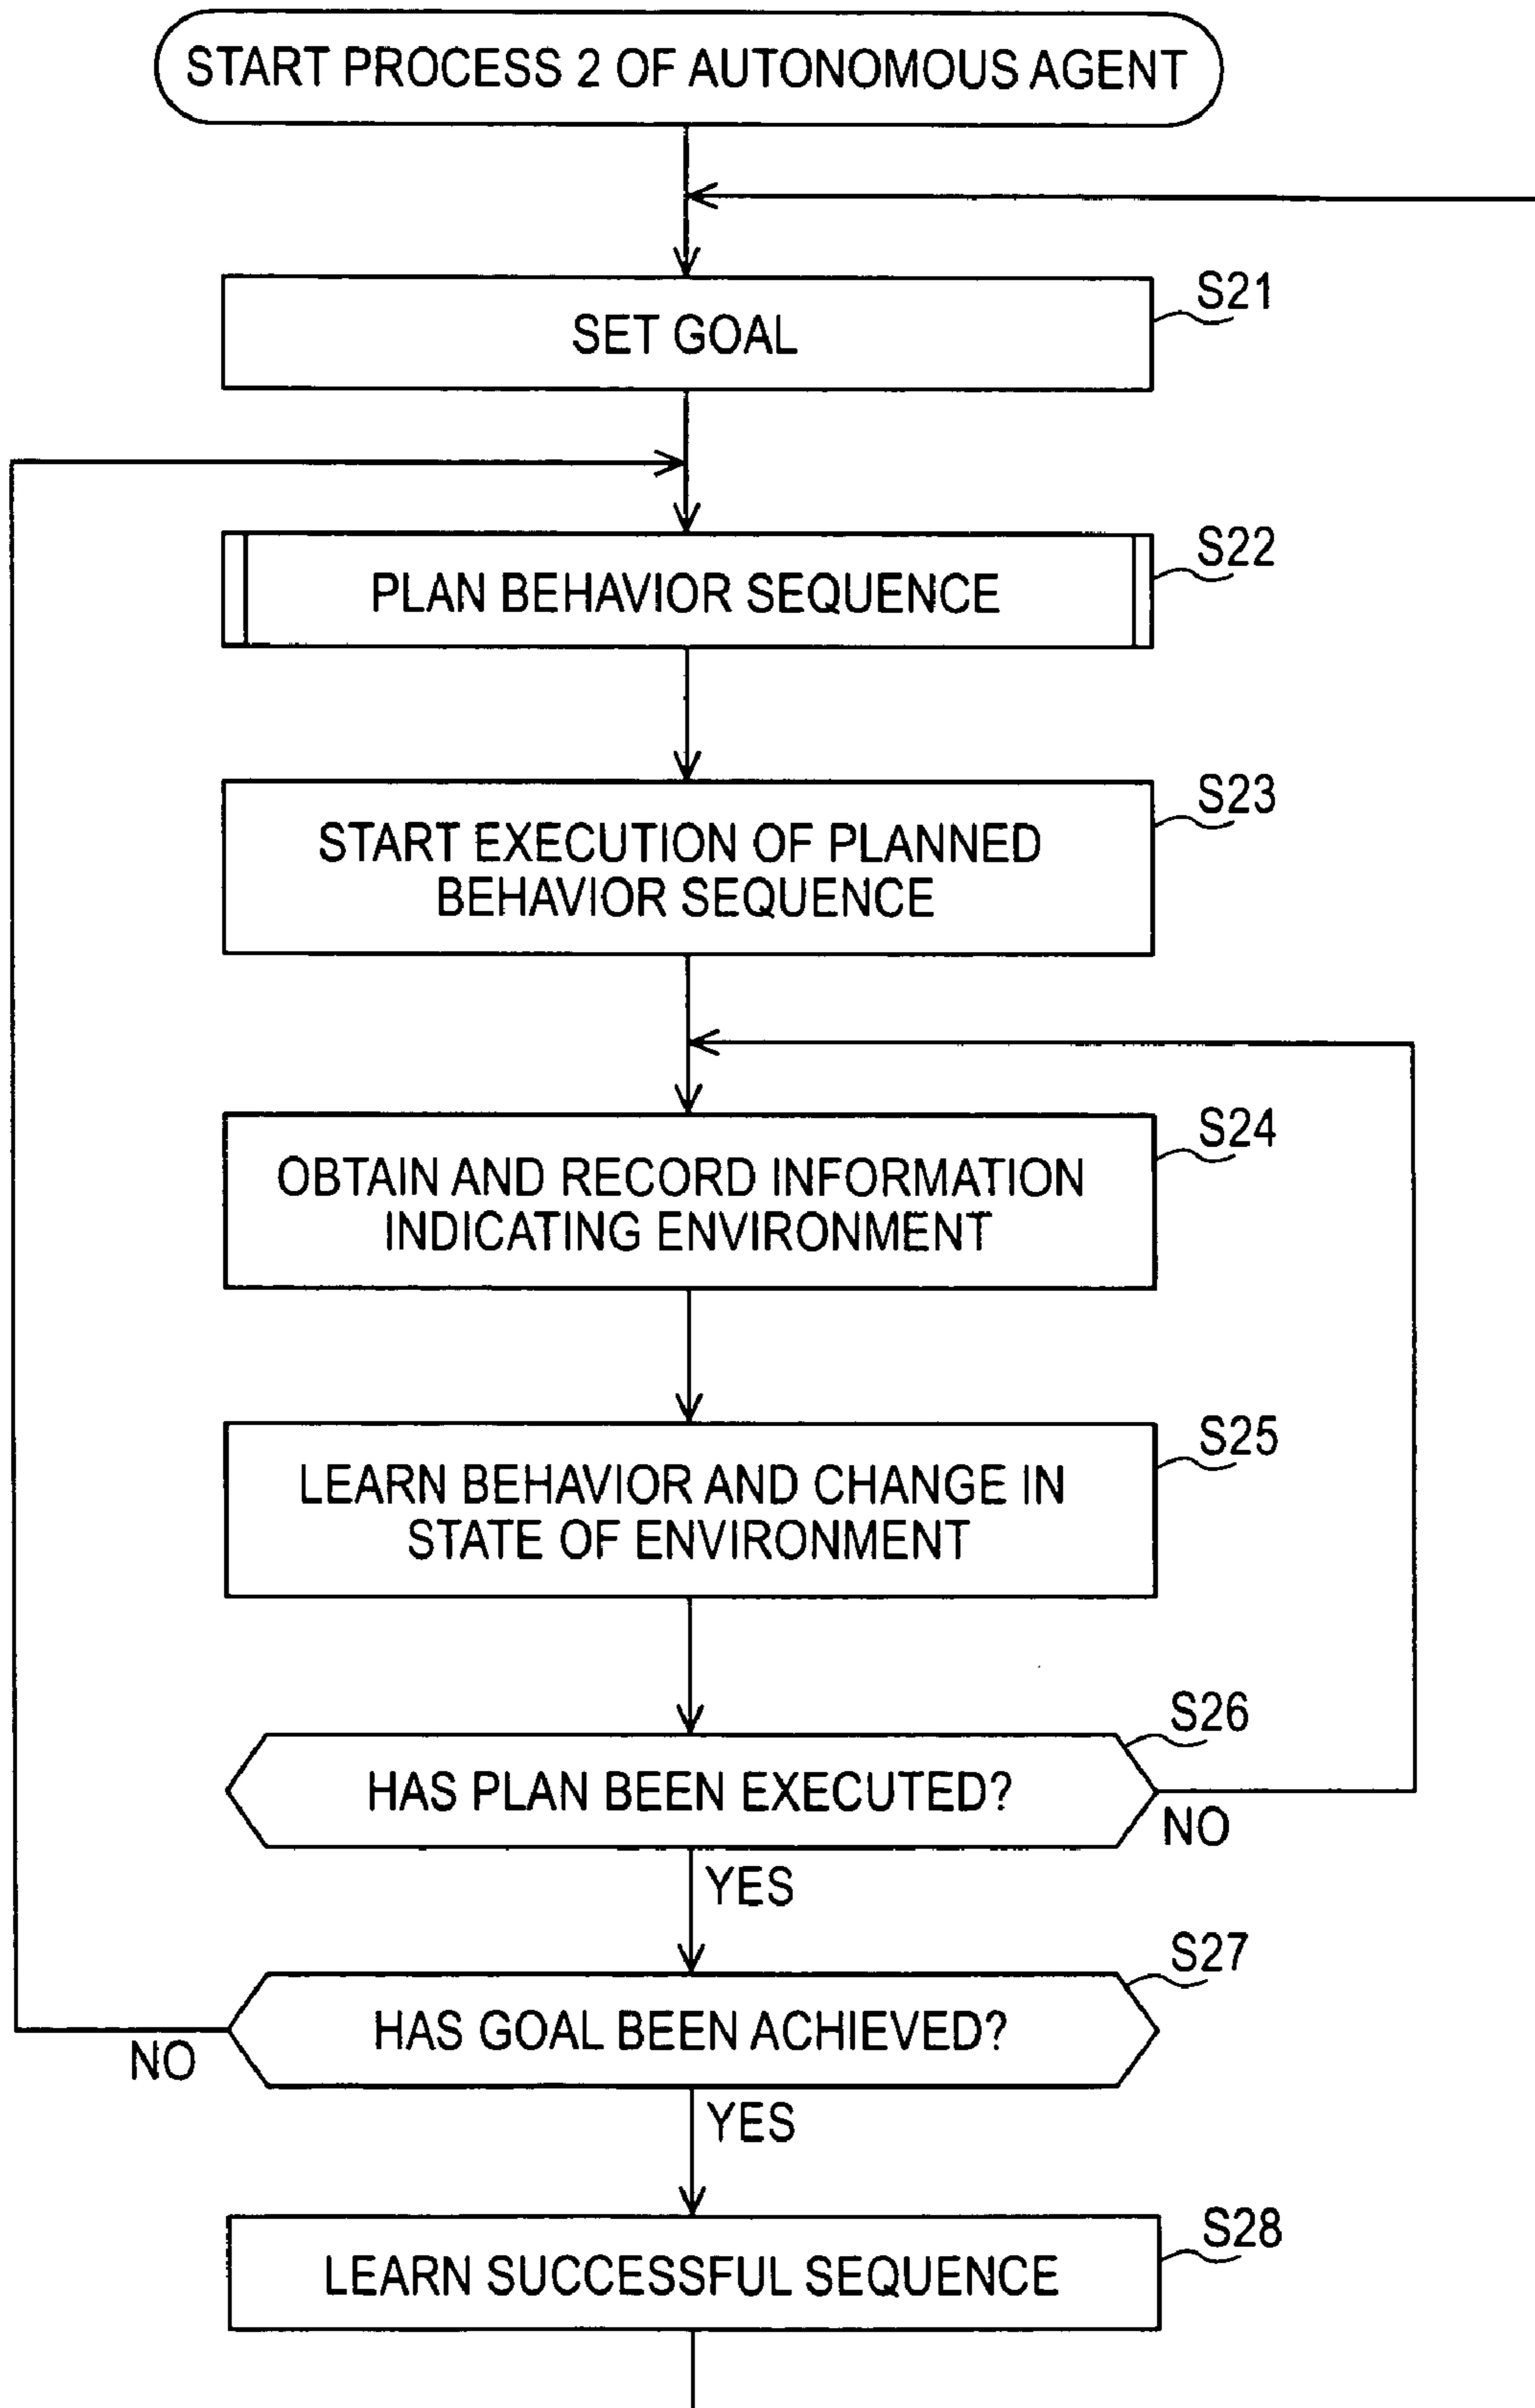 START PROCESS 2 OF AUTONOMOUS AGENT
S21
SET GOAL
S22
PLAN BEHAVIOR SEQUENCE
S23
START EXECUTION OF PLANNED
BEHAVIOR SEQUENCE
S24
OBTAIN AND RECORD INFORMATION
INDICATING ENVIRONMENT
S25
LEARN BEHAVIOR AND CHANGE IN
STATE OF ENVIRONMENT
S26
HAS PLAN BEEN EXECUTED?
NO
YES
S27
HAS GOAL BEEN ACHIEVED?
NO
YES
S28
LEARN SUCCESSFUL SEQUENCE